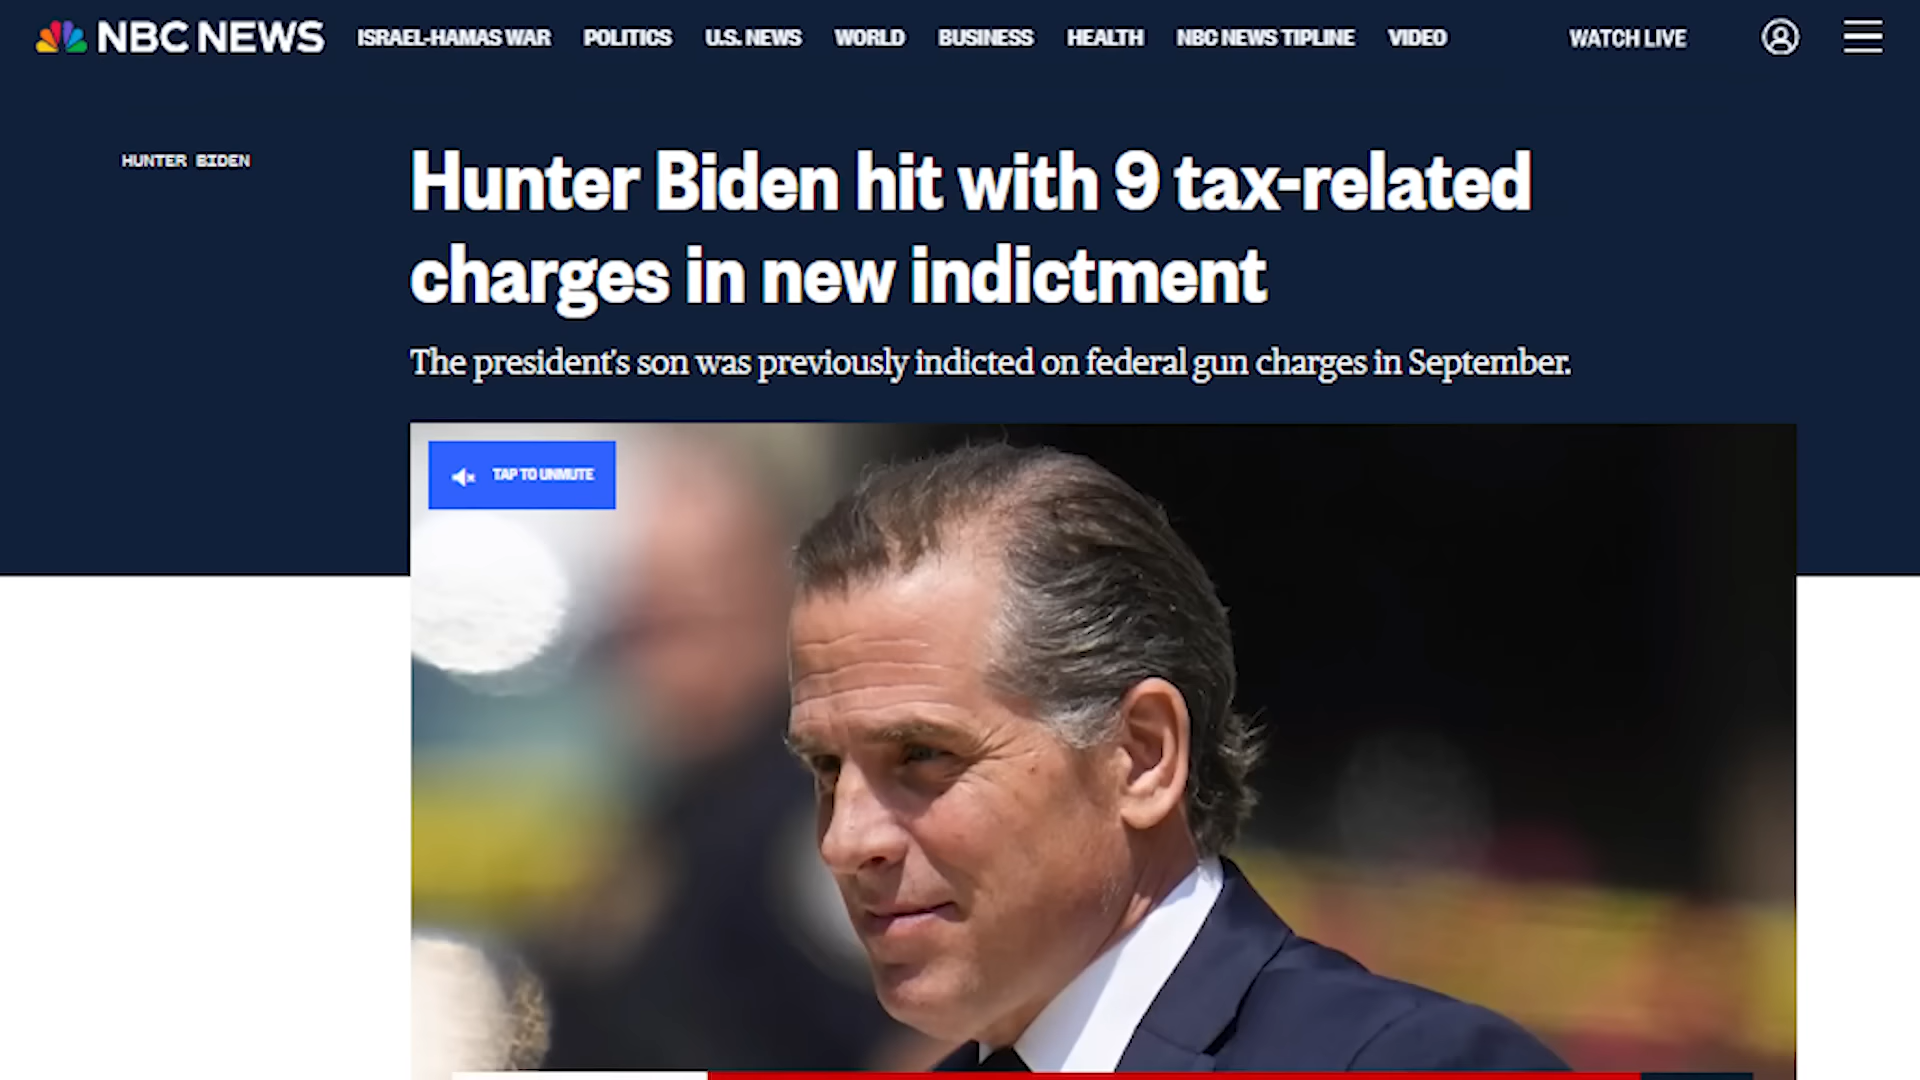 NBC NEWS ISRAEL-HAMAS WAR POLITICS U.S. NEWS WORLD BUSINESS HEALTH NBC NEWS TIPLINE VIDEO WATCH LIVE
HUNTER BIDEN
Hunter Biden hit with 9 tax-related
charges in new indictment
The president's son was previously indicted on federal gun charges in September.
TAP TO UNMUTE